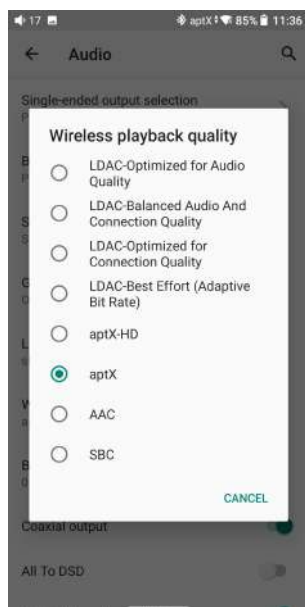 17 aptX 85% 11:36
Audio
Single-ended output selection
P
Wireless playback quality
LDAC-Optimized for Audio
Quality
LDAC-Balanced Audio And
Connection Quality
LDAC-Optimized for
Connection Quality
LDAC-Best Effort (Adaptive
Bit Rate)
aptX-HD
aptX
AAC
SBC
CANCEL
Coaxial output
All To DSD